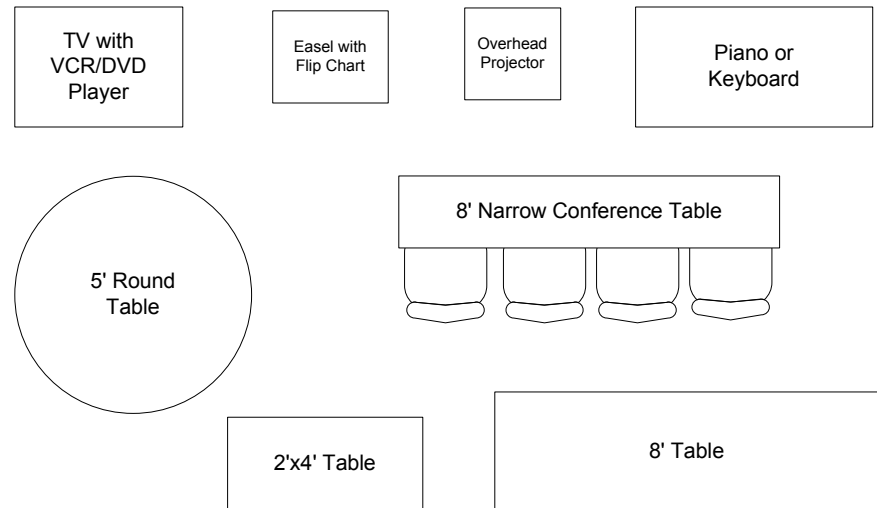 TV with
VCR/DVD
Player
Easel with
Flip Chart
Overhead
Projector
Piano or
Keyboard
5' Round
Table
8' Narrow Conference Table
2'x4' Table
8' Table